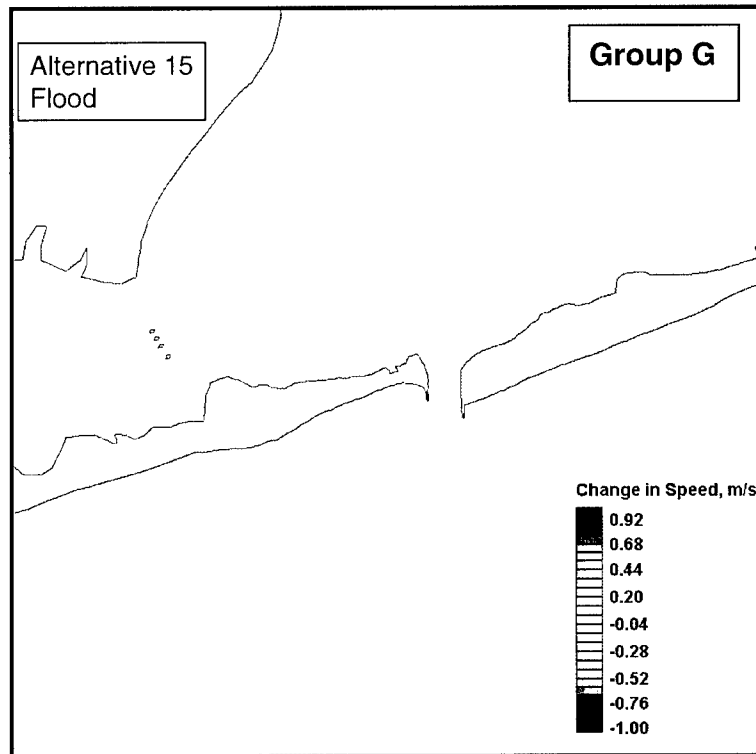 Alternative 15
Flood
Group G
Change in Speed, m/s
0.92
0.68
0.44
0.20
-0.04
-0.28
-0.52
-0.76
-1.00